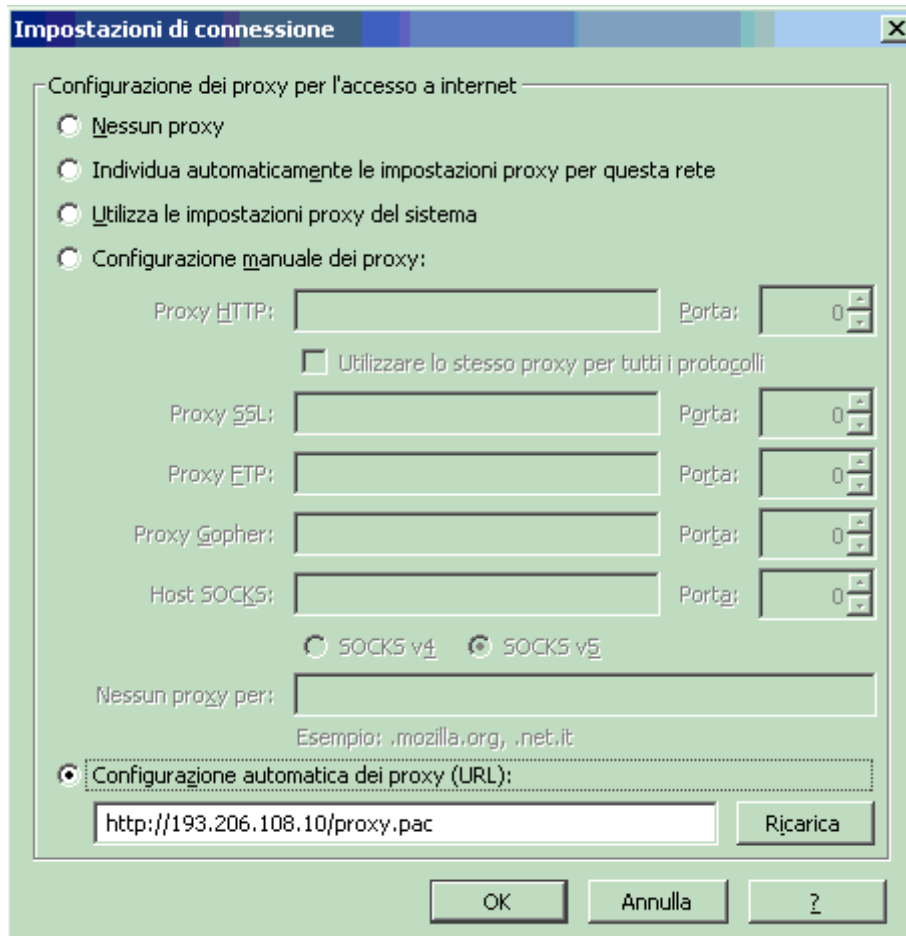 Impostazioni di connessione
Configurazione dei proxy per l'accesso a internet
Nessun proxy
Individua automaticamente le impostazioni proxy per questa rete
Utilizza le impostazioni proxy del sistema
Configurazione manuale dei proxy:
Proxy HTTP: Porta: 0
Utilizzare lo stesso proxy per tutti i protocolli
Proxy SSL: Porta: 0
Proxy FTP: Porta: 0
Proxy Gopher: Porta: 0
Host SOCKS: Porta: 0
SOCKS v4 SOCKS v5
Nessun proxy per:
Esempio: .mozilla.org, .net.it
Configurazione automatica dei proxy (URL):
http://193.206.108.10/proxy.pac Ricarica
OK Annulla ?